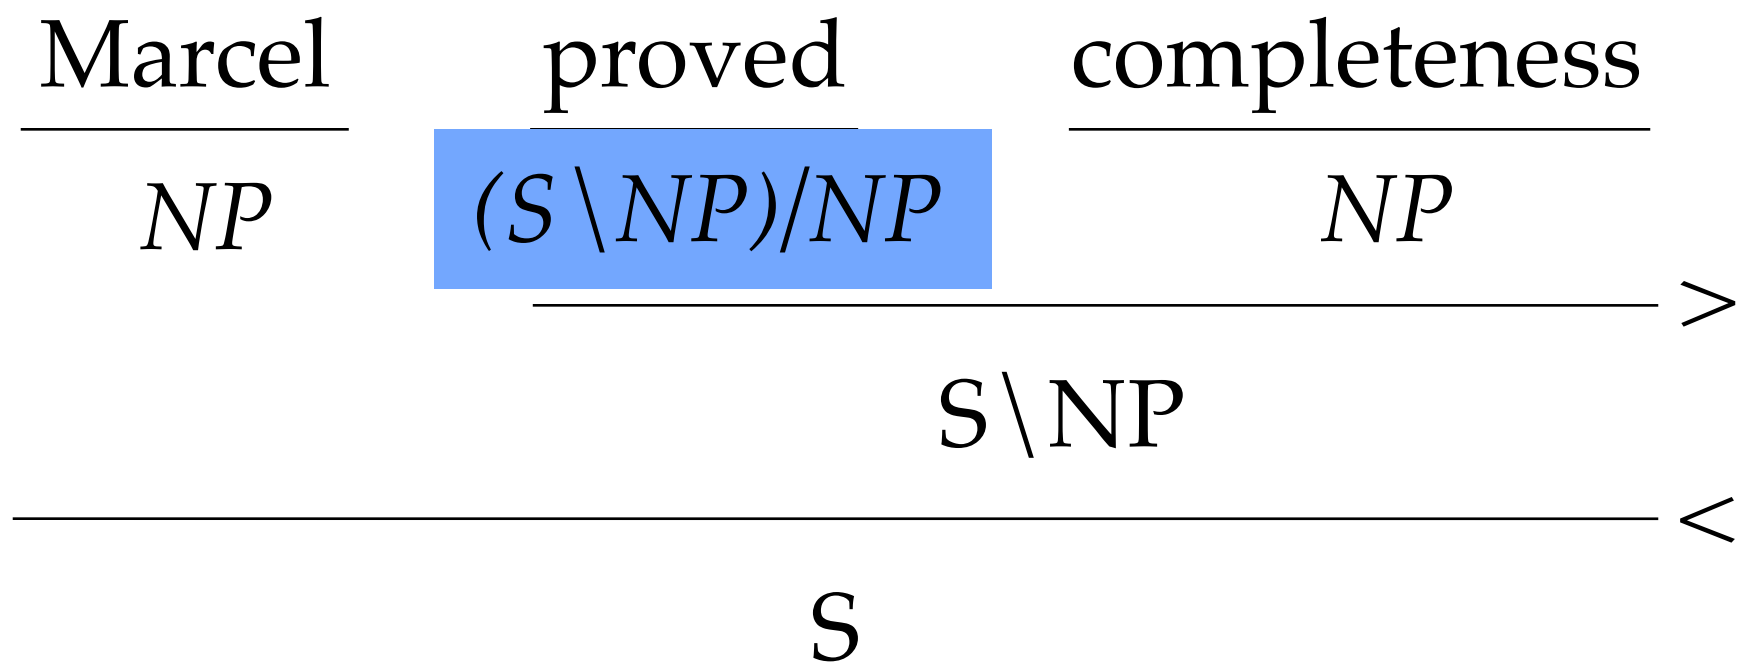 Marcel proved completeness
NP (S\NP)/NP NP
>
S\NP
<
S